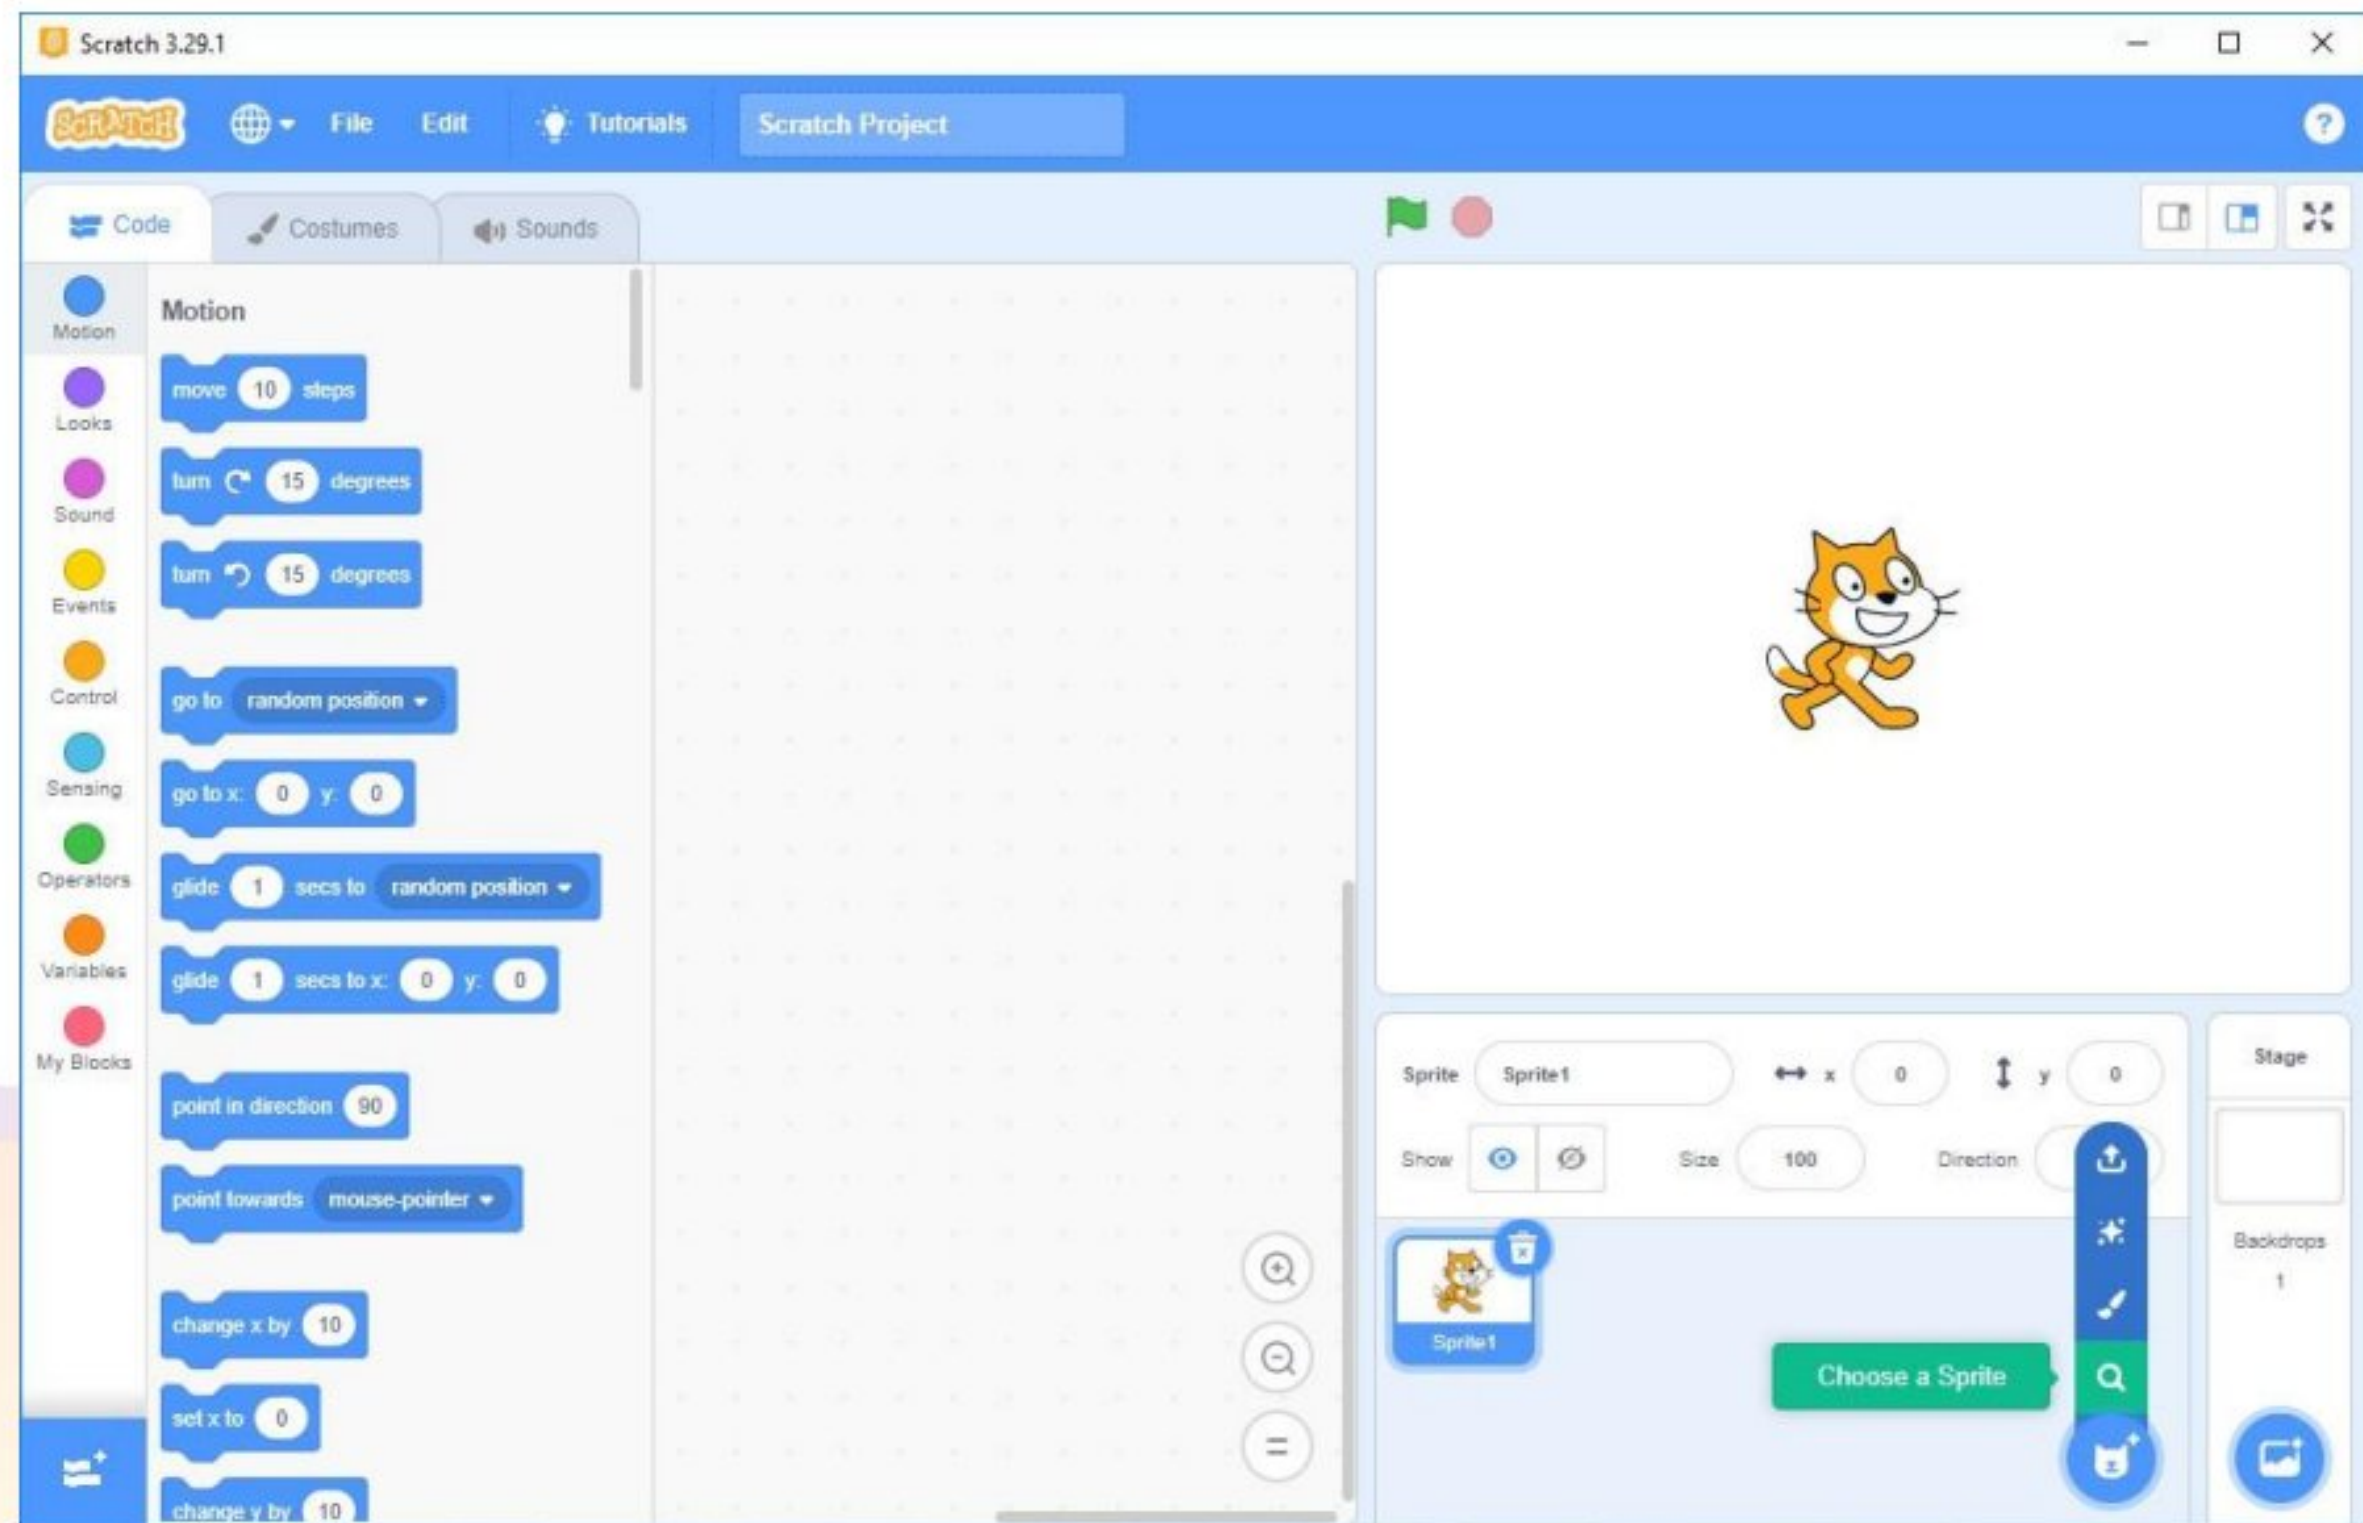 Scratch 3.29.1
SCRATCH File Edit Tutorials Scratch Project ?
Code Costumes Sounds
Motion
Looks
Sound
Events
Control
Sensing
Operators
Variables
My Blocks
Motion
move 10 steps
turn 15 degrees
turn 15 degrees
go to random position
go to x: 0 y: 0
glide 1 secs to random position
glide 1 secs to x: 0 y: 0
point in direction 90
point towards mouse-pointer
change x by 10
set x to 0
change y by 10
Sprite Sprite1 x 0 y 0
Show Size 100 Direction
Sprite1
Choose a Sprite
Stage
Backdrops
1